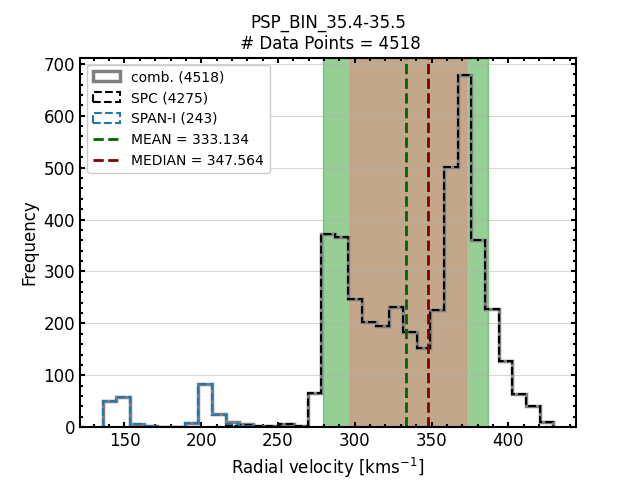 PSP_BIN_35.4-35.5
# Data Points = 4518
700
600
500
400
300
200
100
0
Frequency
comb. (4518)
SPC (4275)
SPAN-I (243)
MEAN = 333.134
MEDIAN = 347.564
150 200 250 300 350 400
Radial velocity [kms⁻¹]